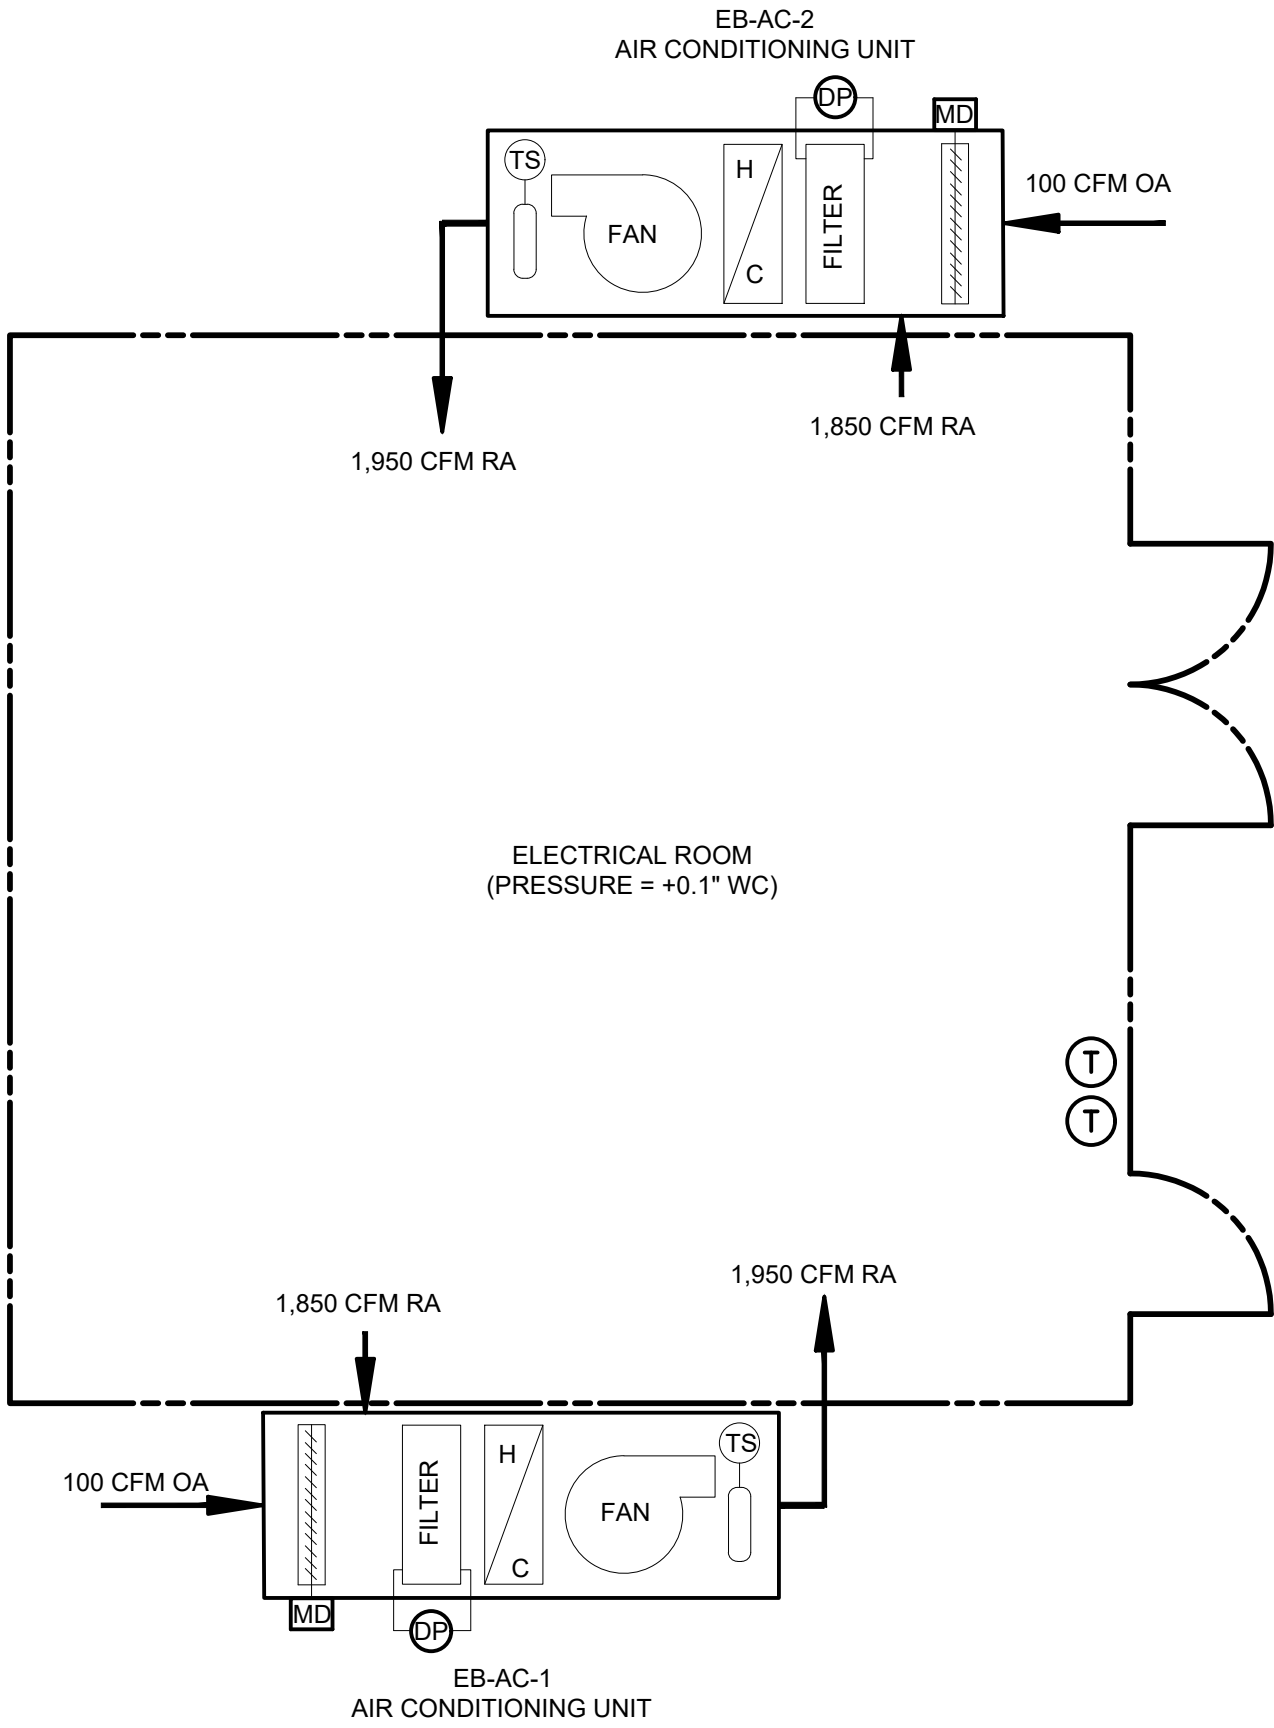 EB-AC-2
AIR CONDITIONING UNIT
DP
MD
TS
H
C
FAN
FILTER
100 CFM OA
1,850 CFM RA
1,950 CFM RA
ELECTRICAL ROOM
(PRESSURE = +0.1" WC)
T
T
1,950 CFM RA
1,850 CFM RA
100 CFM OA
FILTER
H
C
FAN
TS
MD
DP
EB-AC-1
AIR CONDITIONING UNIT